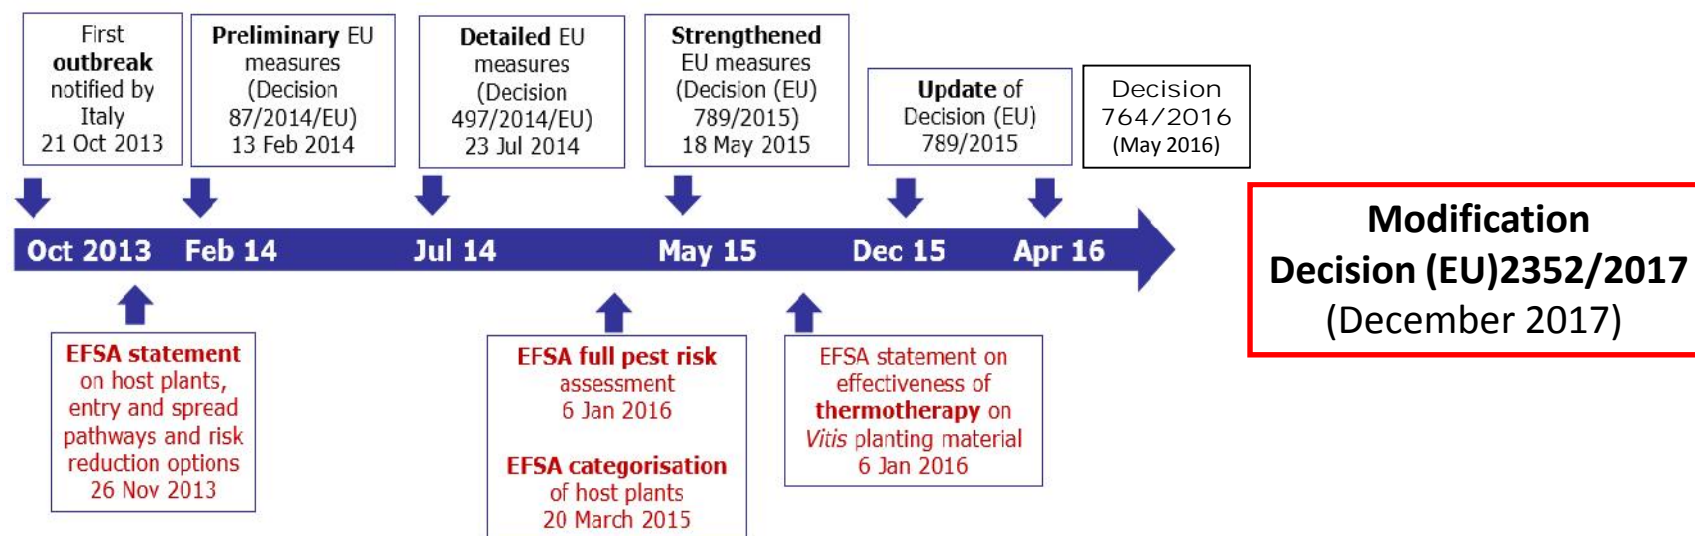 First
outbreak
notified by
Italy
21 Oct 2013
Preliminary EU
measures
(Decision
87/2014/EU)
13 Feb 2014
Detailed EU
measures
(Decision
497/2014/EU)
23 Jul 2014
Strengthened
EU measures
(Decision (EU)
789/2015)
18 May 2015
Update of
Decision (EU)
789/2015
Decision
764/2016
(May 2016)
Oct 2013 Feb 14 Jul 14 May 15 Dec 15 Apr 16
Modification
Decision (EU)2352/2017
(December 2017)
EFSA statement
on host plants,
entry and spread
pathways and risk
reduction options
26 Nov 2013
EFSA full pest risk
assessment
6 Jan 2016
EFSA categorisation
of host plants
20 March 2015
EFSA statement on
effectiveness of
thermotherapy on
Vitis planting material
6 Jan 2016